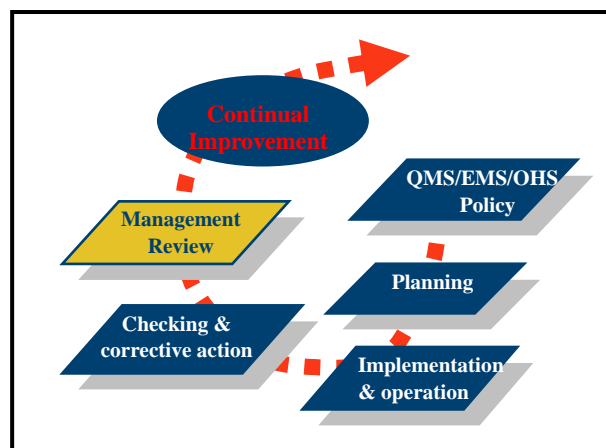 Continual
Improvement
QMS/EMS/OHS
Policy
Management
Review
Planning
Checking &
corrective action
Implementation
& operation